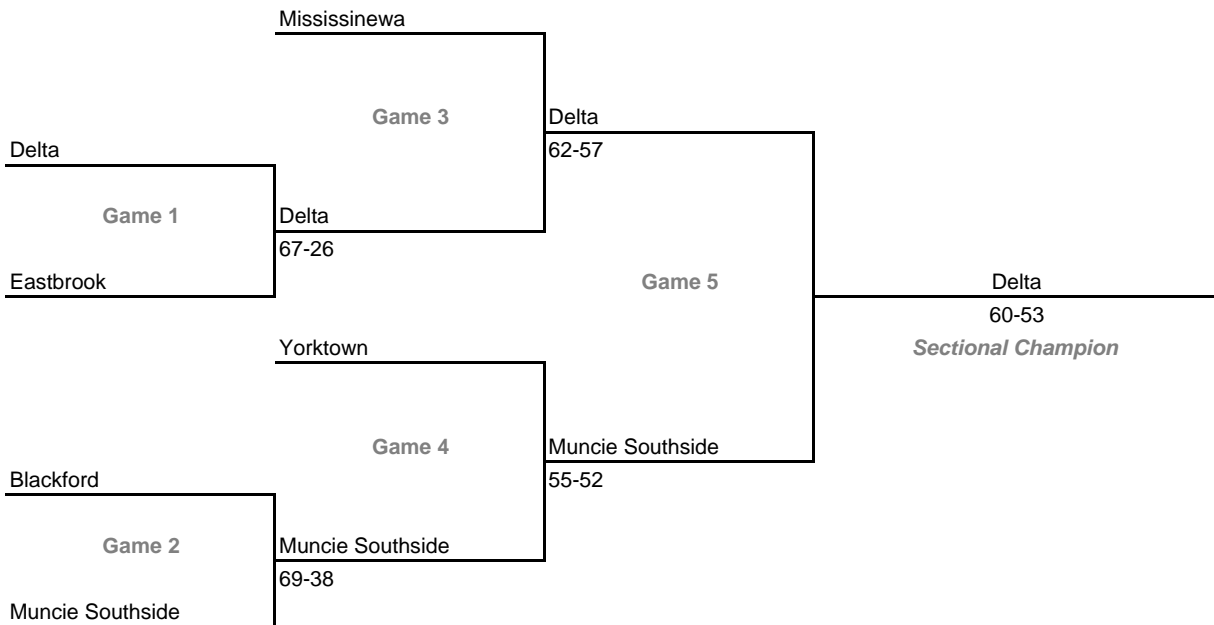 Mississinewa
Game 3
Delta
Delta
62-57
Game 1
Delta
67-26
Eastbrook
Game 5
Delta
60-53
Yorktown
Sectional Champion
Game 4
Muncie Southside
Blackford
55-52
Game 2
Muncie Southside
69-38
Muncie Southside